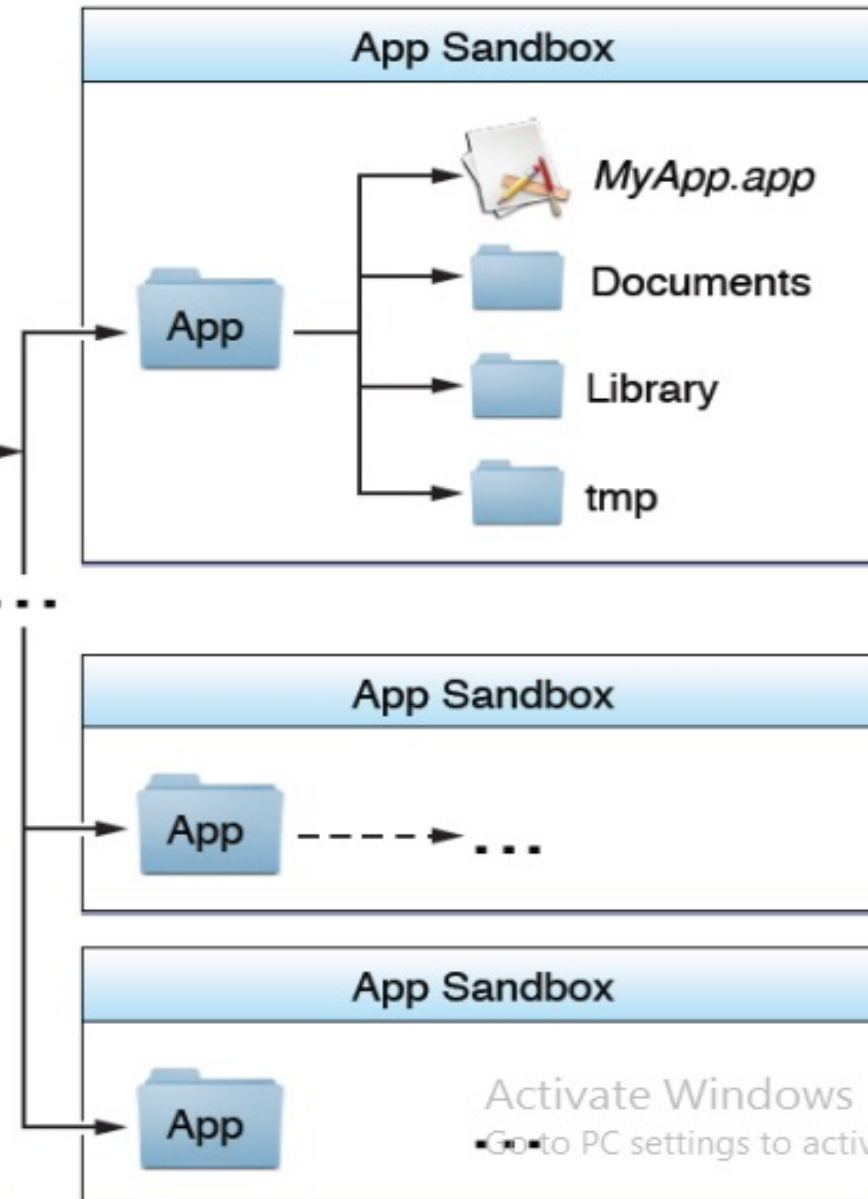 App Sandbox
MyApp.app
Documents
App
Library
tmp
...
App Sandbox
App
...
App Sandbox
App
Activate Windows
...
Go to PC settings to